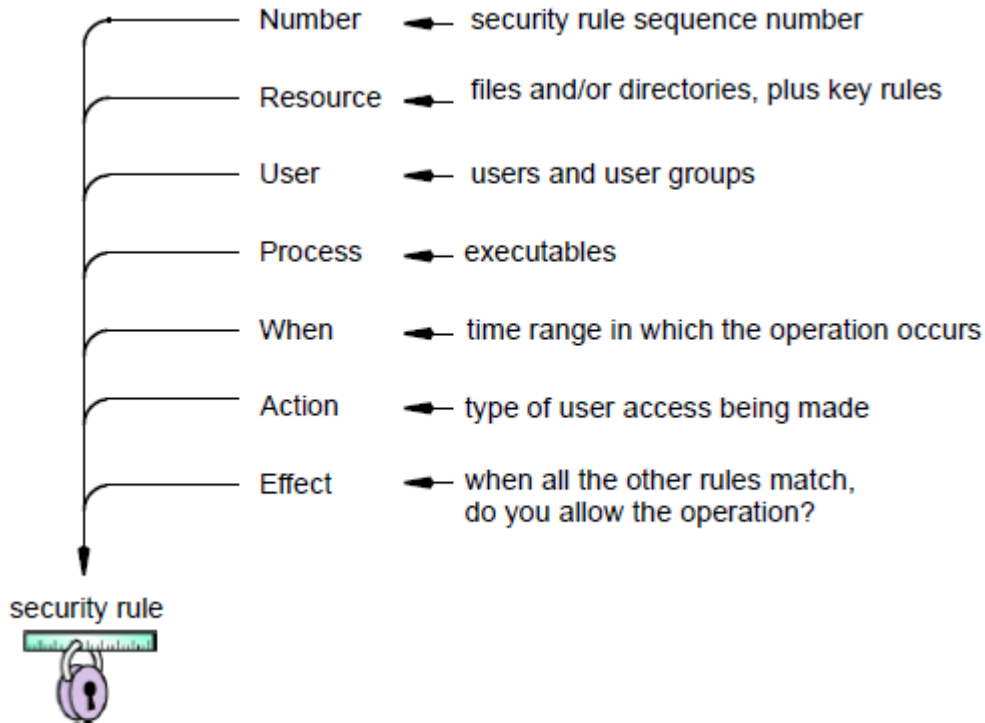 Number security rule sequence number
Resource files and/or directories, plus key rules
User users and user groups
Process executables
When time range in which the operation occurs
Action type of user access being made
Effect when all the other rules match,
do you allow the operation?
security rule